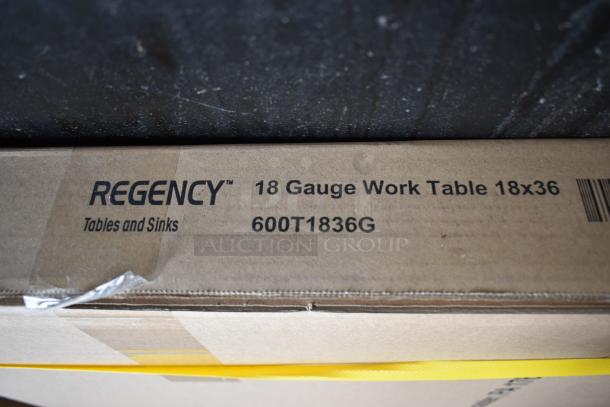 REGENCY™ 18 Gauge Work Table 18x36
Tables and Sinks 600T1836G
AUCTION GROUP